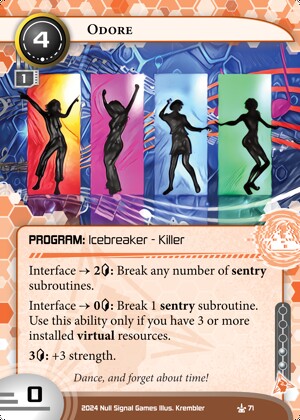 4
Odore
1
PROGRAM: Icebreaker - Killer
Interface → 2: Break any number of sentry
subroutines.
Interface → 0: Break 1 sentry subroutine.
Use this ability only if you have 3 or more
installed virtual resources.
3: +3 strength.
Dance, and forget about time!
0
2024 Null Signal Games Illus. Krembler
71